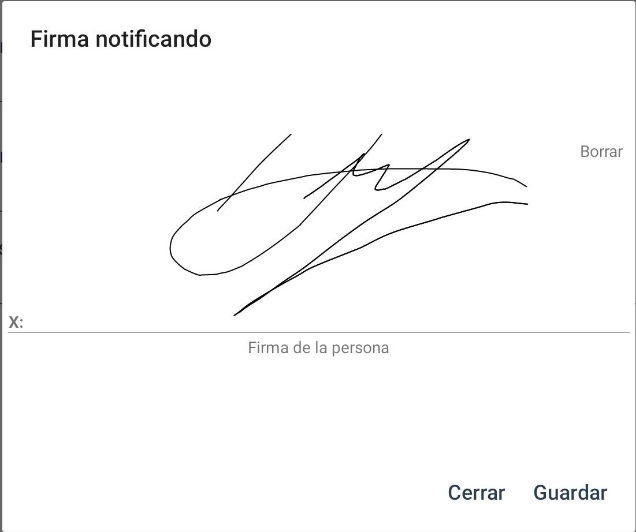 Firma notificando
Borrar
X:
Firma de la persona
Cerrar
Guardar